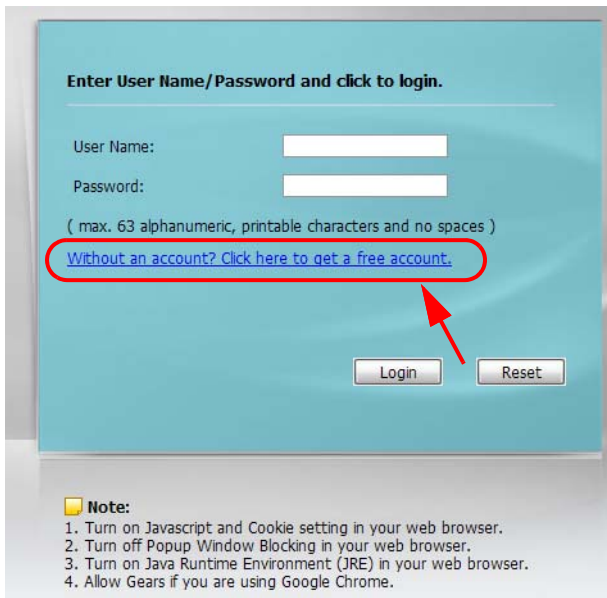 Enter User Name/Password and click to login.
User Name:
Password:
( max. 63 alphanumeric, printable characters and no spaces )
Without an account? Click here to get a free account.
Login Reset
Note:
1. Turn on Javascript and Cookie setting in your web browser.
2. Turn off Popup Window Blocking in your web browser.
3. Turn on Java Runtime Environment (JRE) in your web browser.
4. Allow Gears if you are using Google Chrome.